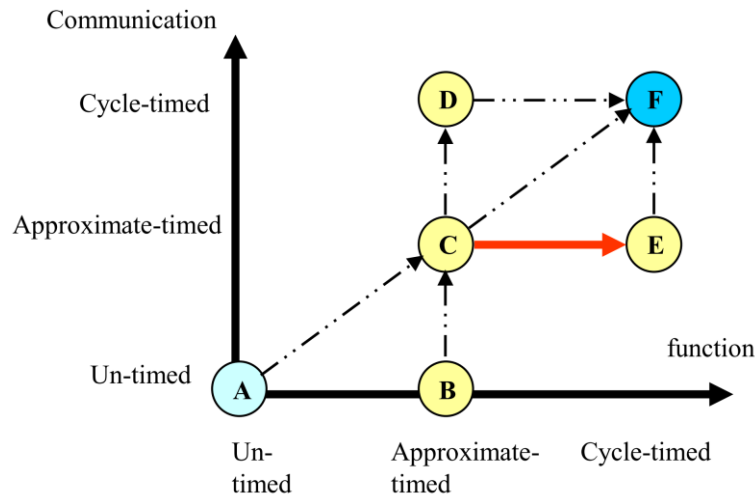 Communication
Cycle-timed
D
F
Approximate-timed
C
E
function
Un-timed
A
B
Un-
timed
Approximate-
timed
Cycle-timed